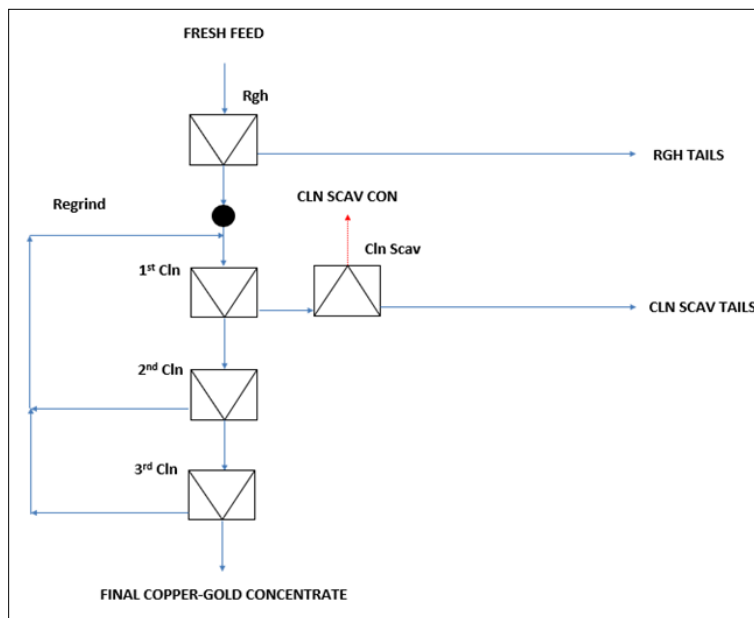 FRESH FEED
Rgh
RGH TAILS
CLN SCAV CON
Regrind
Cln Scav
1st Cln
CLN SCAV TAILS
2nd Cln
3rd Cln
FINAL COPPER-GOLD CONCENTRATE